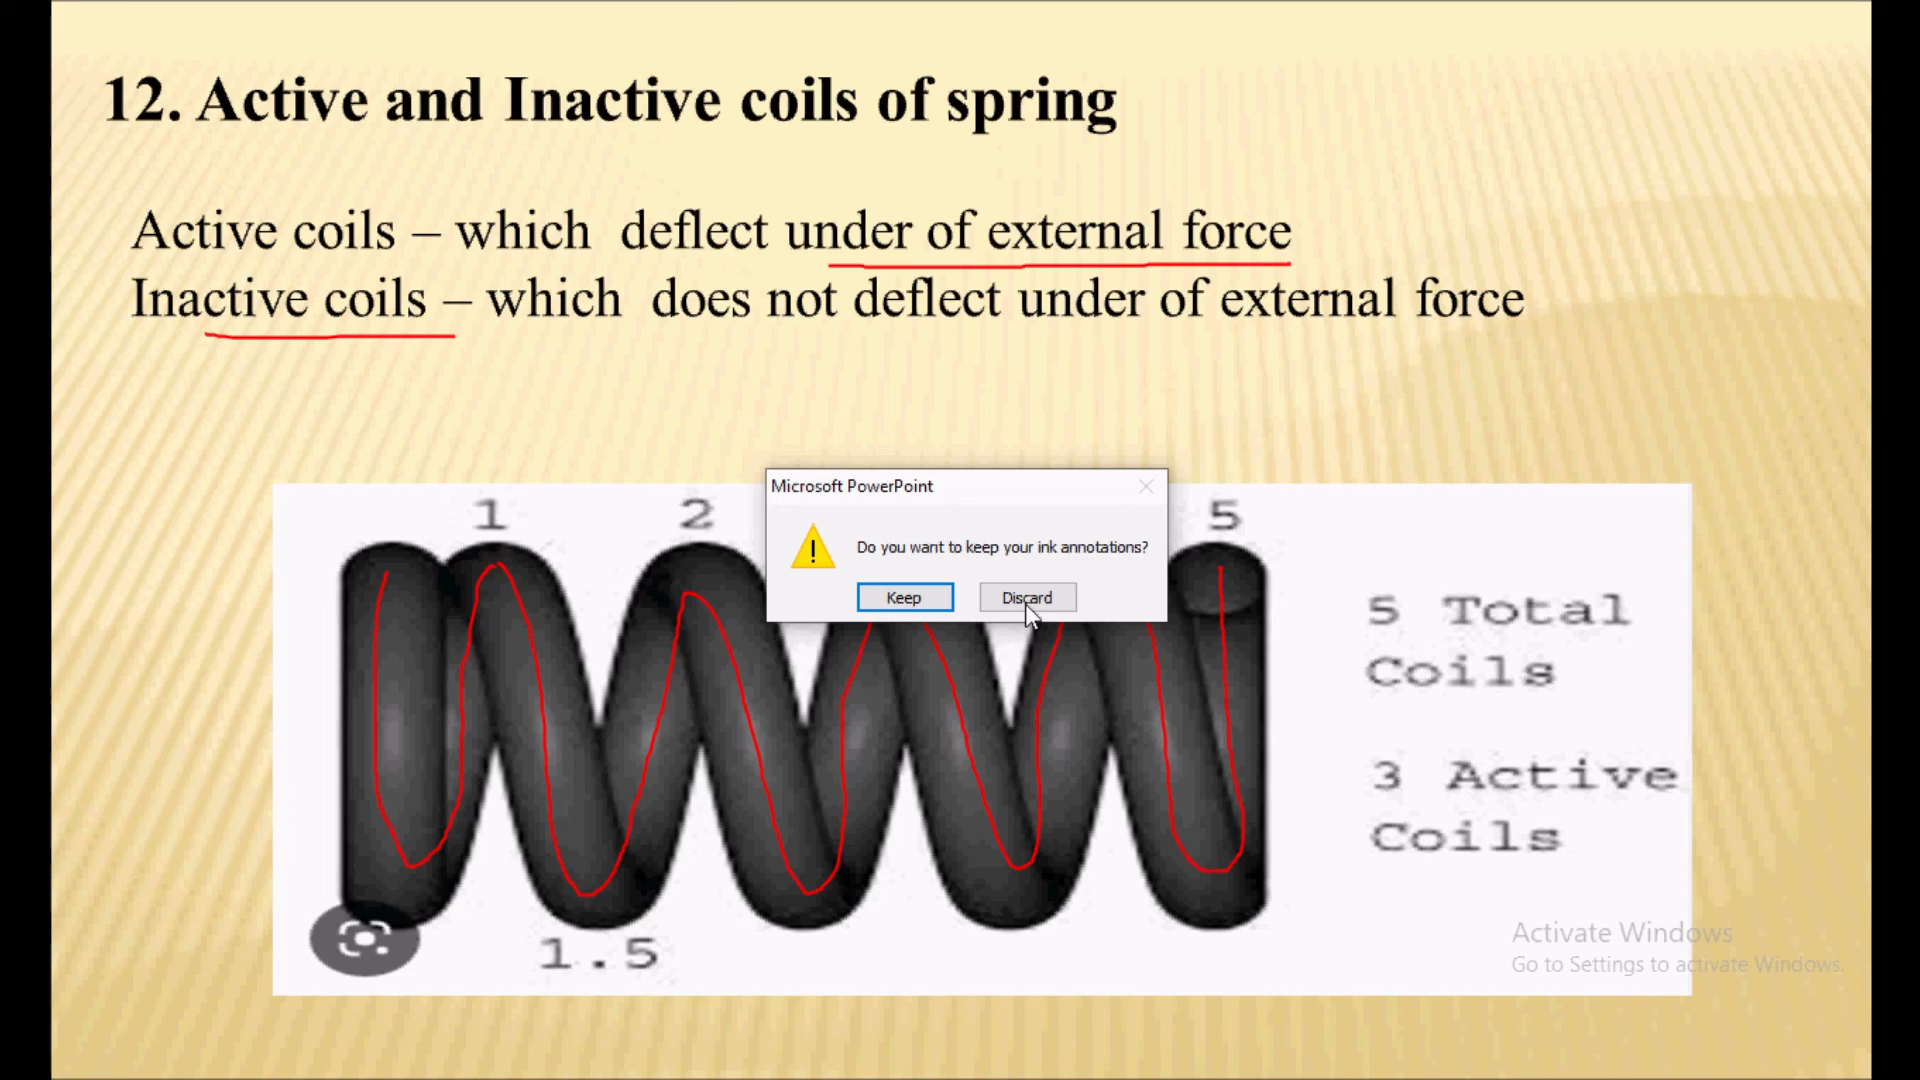 12. Active and Inactive coils of spring
Active coils – which deflect under of external force
Inactive coils – which does not deflect under of external force
Microsoft PowerPoint
Do you want to keep your ink annotations?
Keep Discard
1 2 5
5 Total
Coils
3 Active
Coils
1.5
Activate Windows
Go to Settings to activate Windows.